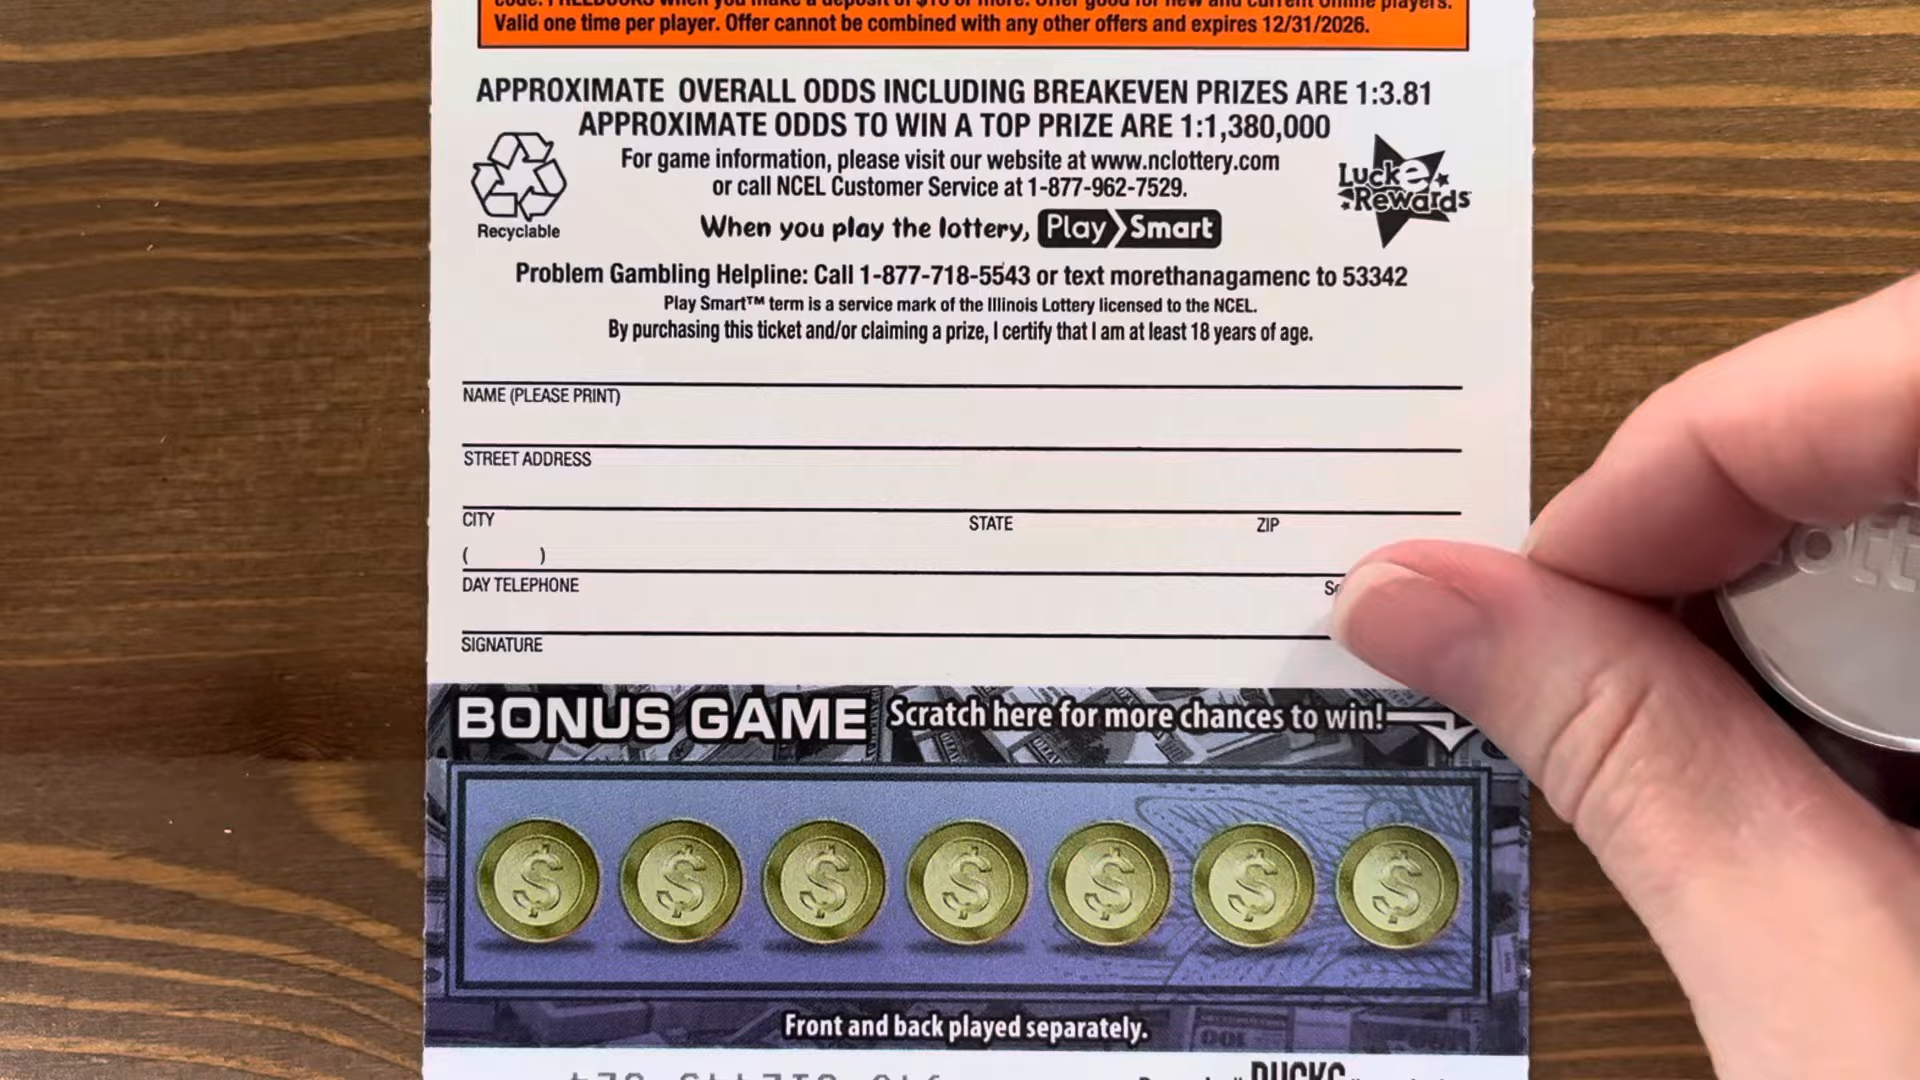 Valid one time per player. Offer cannot be combined with any other offers and expires 12/31/2026.
APPROXIMATE OVERALL ODDS INCLUDING BREAKEVEN PRIZES ARE 1:3.81
APPROXIMATE ODDS TO WIN A TOP PRIZE ARE 1:1,380,000
For game information, please visit our website at www.nclottery.com
or call NCEL Customer Service at 1-877-962-7529.
Recyclable
Lucke Rewards
When you play the lottery, Play Smart
Problem Gambling Helpline: Call 1-877-718-5543 or text morethanagamenc to 53342
Play Smart™ term is a service mark of the Illinois Lottery licensed to the NCEL.
By purchasing this ticket and/or claiming a prize, I certify that I am at least 18 years of age.
NAME (PLEASE PRINT)
STREET ADDRESS
CITY STATE ZIP
( )
DAY TELEPHONE
SIGNATURE
BONUS GAME Scratch here for more chances to win!
$ $ $ $ $ $ $
Front and back played separately.